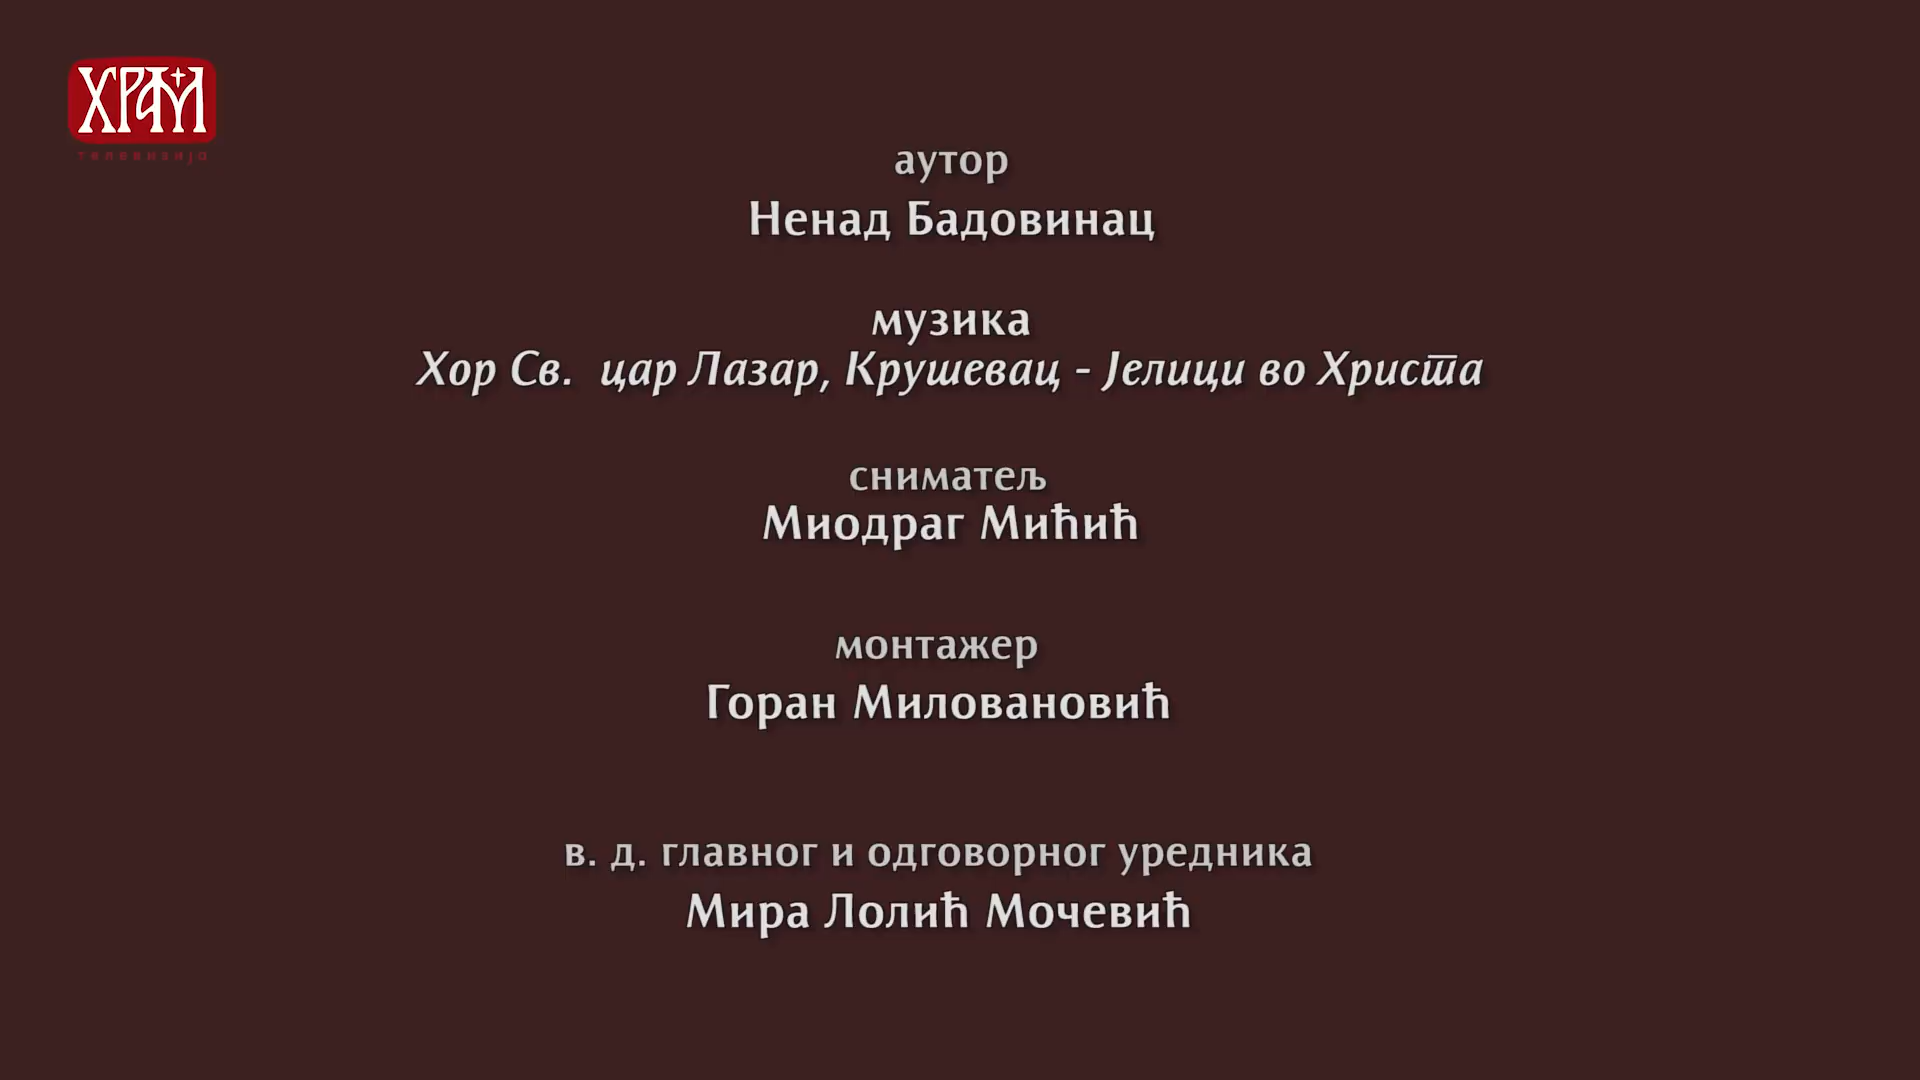 ХРАМ
телевизија
аутор
Ненад Бадовинац
музика
Хор Св. цар Лазар, Крушевац - Јелици во Христа
сниматељ
Миодраг Мићић
монтажер
Горан Миловановић
в. д. главног и одговорног уредника
Мира Лолић Мочевић